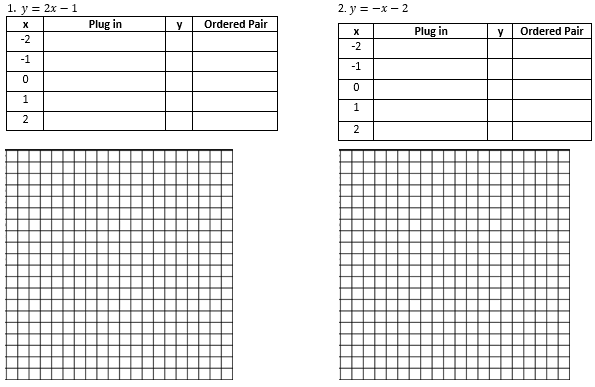 1. y = 2x − 1
x Plug in y Ordered Pair
-2
-1
0
1
2
2. y = −x − 2
x Plug in y Ordered Pair
-2
-1
0
1
2